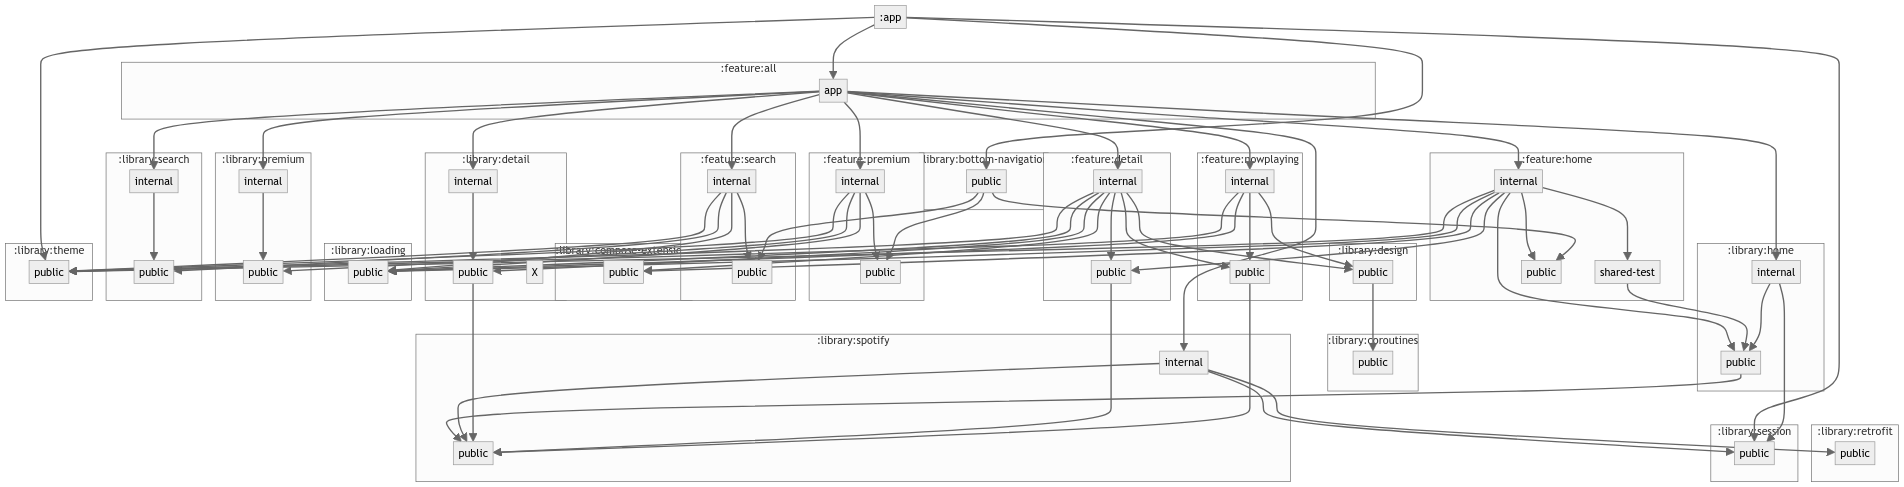 :app
:feature:all
app
:library:search
:library:premium
:library:detail
:feature:search
:feature:premium
library:bottom-navigatio
:feature:detail
:feature:nowplaying
:feature:home
internal
internal
internal
internal
internal
public
internal
internal
internal
:library:theme
:library:loading
:library:compose-extensio
:library:design
:library:home
public
public
public
public
public
X
public
public
public
public
public
public
public
shared-test
internal
:library:spotify
:library:coroutines
internal
public
public
:library:session
:library:retrofit
public
public
public